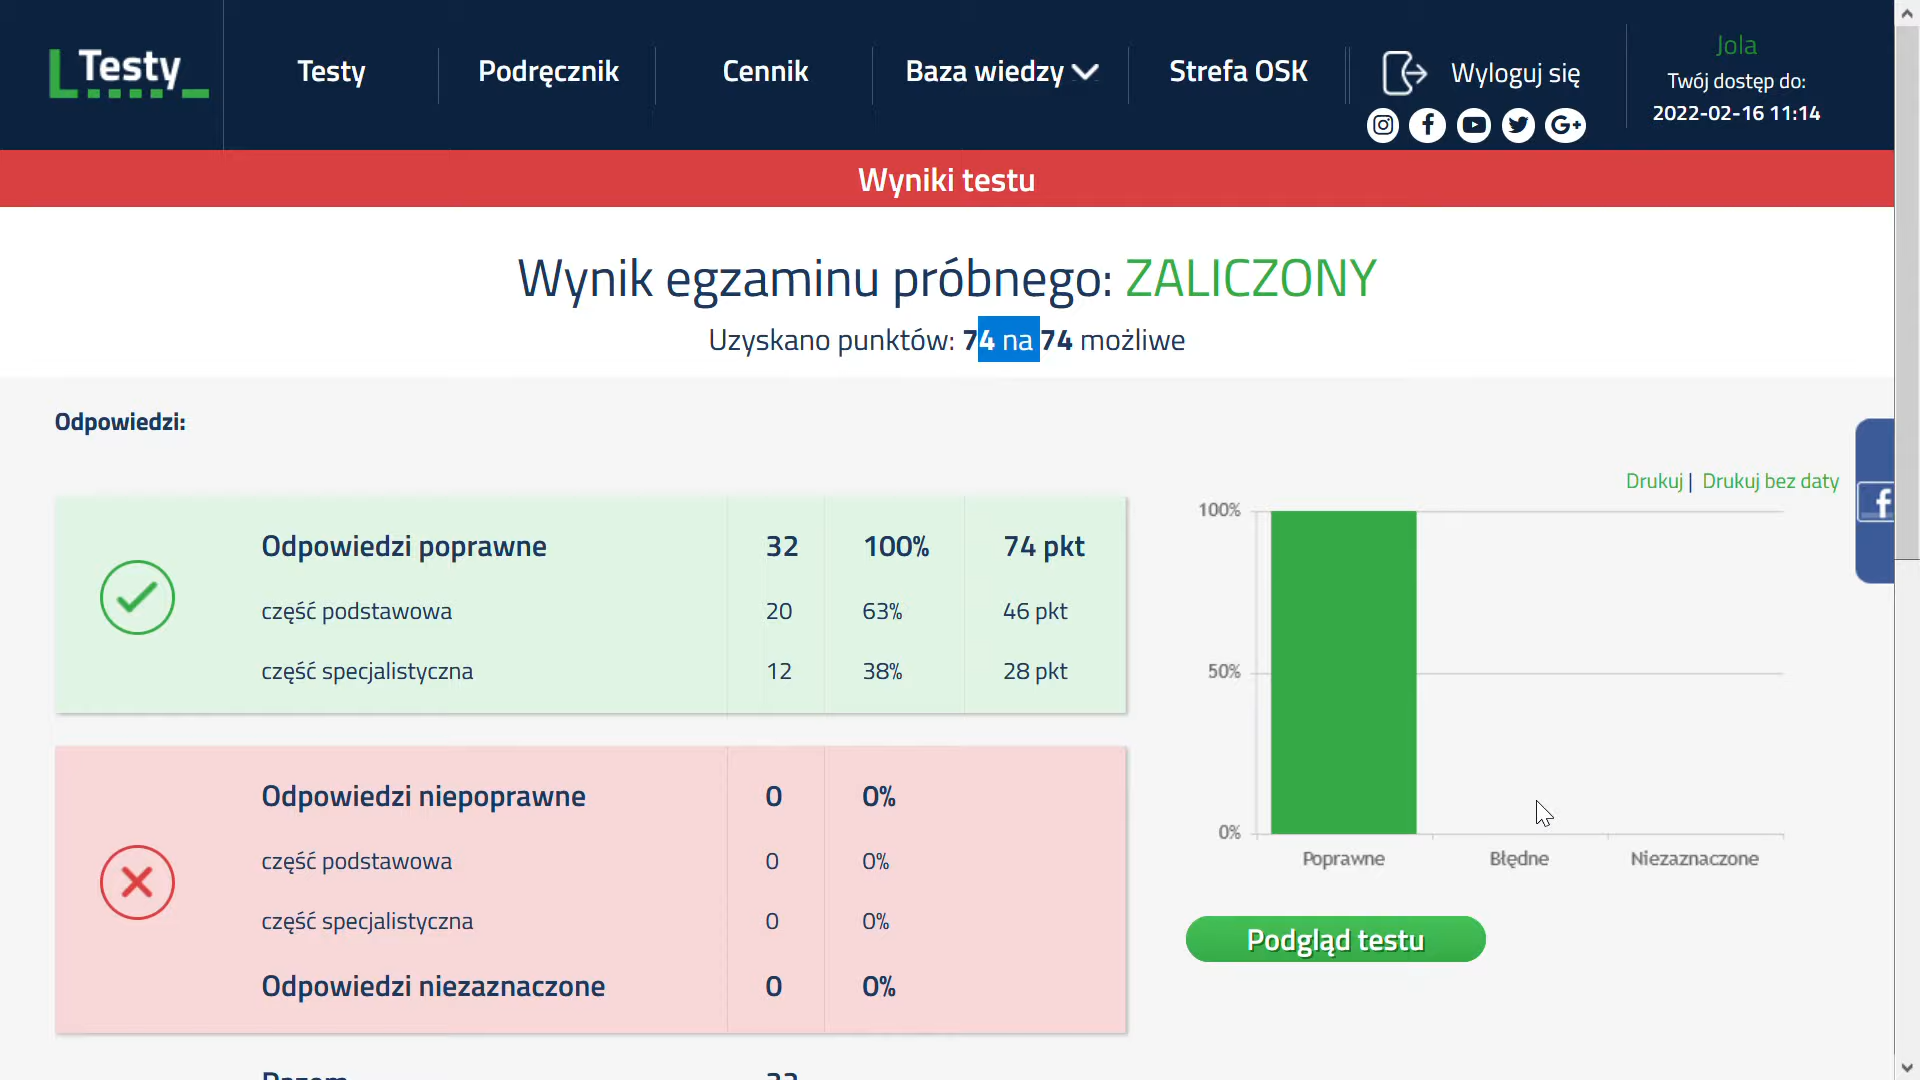 L Testy
Testy
Podręcznik
Cennik
Baza wiedzy
Strefa OSK
Wyloguj się
Jola
Twój dostęp do:
2022-02-16 11:14
Wyniki testu
Wynik egzaminu próbnego: ZALICZONY
Uzyskano punktów: 74 na 74 możliwe
Odpowiedzi:
Drukuj | Drukuj bez daty
Odpowiedzi poprawne 32 100% 74 pkt
część podstawowa 20 63% 46 pkt
część specjalistyczna 12 38% 28 pkt
Odpowiedzi niepoprawne 0 0%
część podstawowa 0 0%
część specjalistyczna 0 0%
Odpowiedzi niezaznaczone 0 0%
100%
50%
0%
Poprawne Błędne Niezaznaczone
Podgląd testu
Razem 32